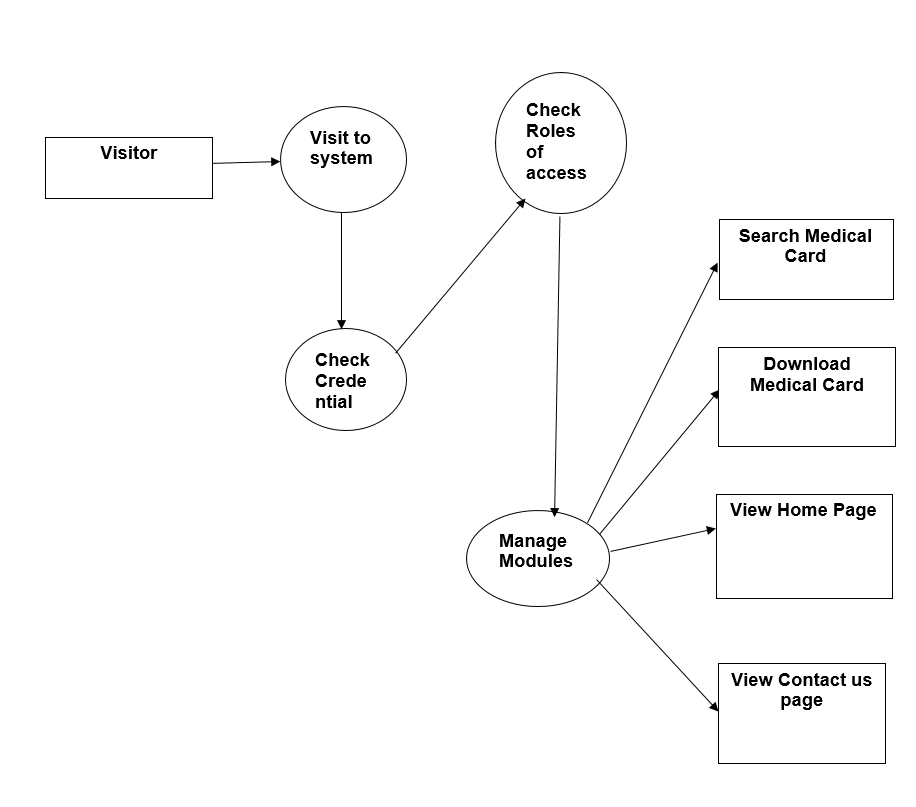 Visitor
Visit to
system
Check
Crede
ntial
Check
Roles
of
access
Manage
Modules
Search Medical
Card
Download
Medical Card
View Home Page
View Contact us
page